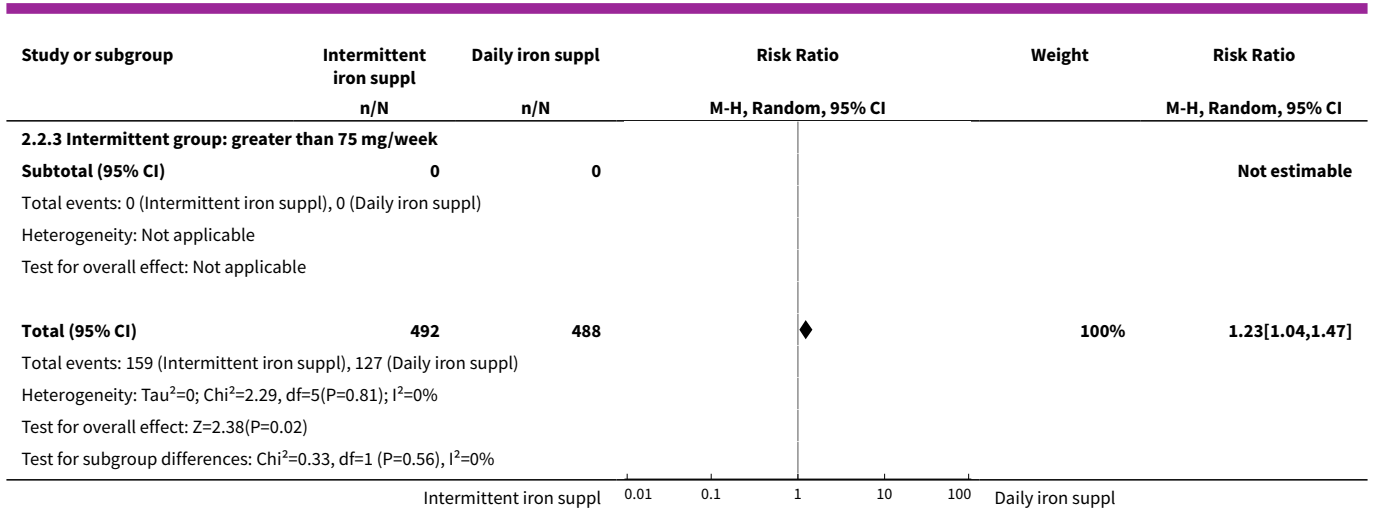 Study or subgroup Intermittent iron suppl Daily iron suppl Risk Ratio Weight Risk Ratio
n/N n/N M-H, Random, 95% CI M-H, Random, 95% CI
2.2.3 Intermittent group: greater than 75 mg/week
Subtotal (95% CI) 0 0 Not estimable
Total events: 0 (Intermittent iron suppl), 0 (Daily iron suppl)
Heterogeneity: Not applicable
Test for overall effect: Not applicable
Total (95% CI) 492 488 100% 1.23[1.04,1.47]
Total events: 159 (Intermittent iron suppl), 127 (Daily iron suppl)
Heterogeneity: Tau²=0; Chi²=2.29, df=5(P=0.81); I²=0%
Test for overall effect: Z=2.38(P=0.02)
Test for subgroup differences: Chi²=0.33, df=1 (P=0.56), I²=0%
Intermittent iron suppl 0.01 0.1 1 10 100 Daily iron suppl